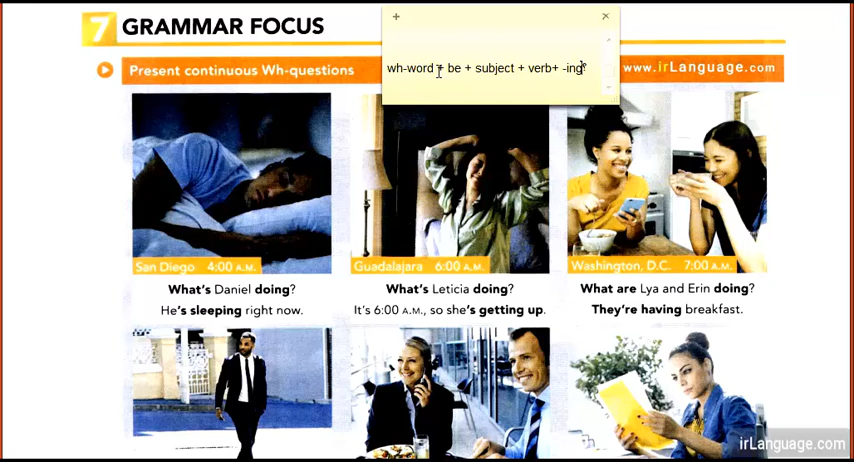 7 GRAMMAR FOCUS
wh-word + be + subject + verb+ -ing?
Present continuous Wh-questions
www.irLanguage.com
San Diego 4:00 A.M.
Guadalajara 6:00 A.M.
Washington, D.C. 7:00 A.M.
What's Daniel doing?
He's sleeping right now.
What's Leticia doing?
It's 6:00 A.M., so she's getting up.
What are Lya and Erin doing?
They're having breakfast.
irLanguage.com